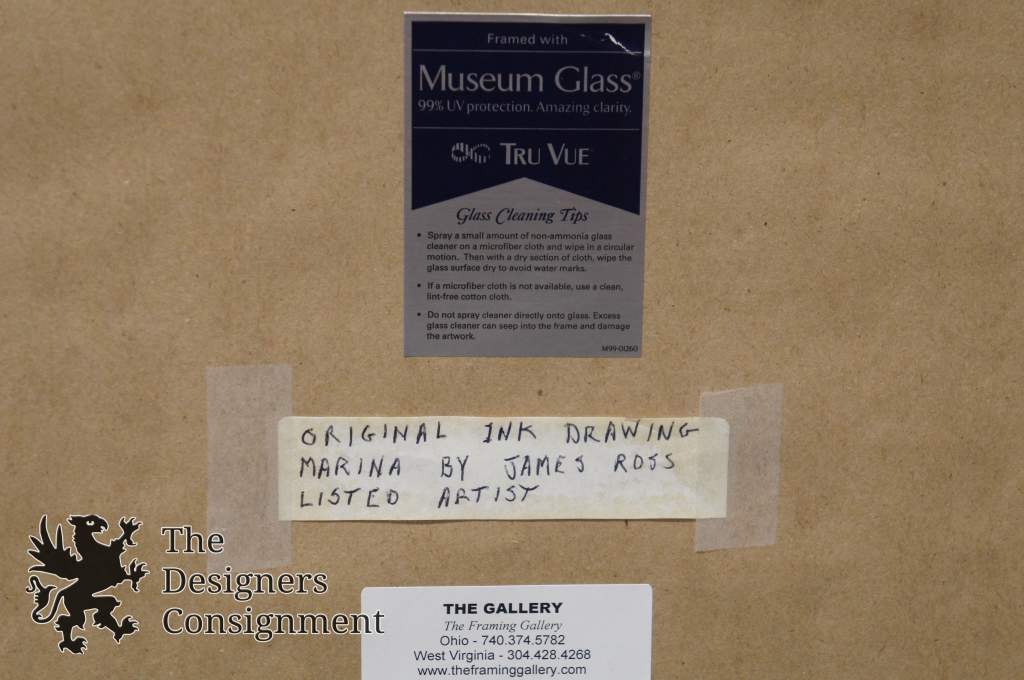 Framed with
Museum Glass®
99% UV protection. Amazing clarity.
TRU VUE
Glass Cleaning Tips
• Spray a small amount of non-ammonia glass
cleaner on a microfiber cloth and wipe in a circular
motion. Then with a dry section of cloth, wipe the
glass surface dry to avoid water marks.
• If a microfiber cloth is not available, use a clean,
lint-free cotton cloth.
• Do not spray cleaner directly onto glass. Excess
glass cleaner can seep into the frame and damage
the artwork.
M99-01260
ORIGINAL INK DRAWING
MARINA BY JAMES ROSS
LISTED ARTIST
The
Designers
Consignment
THE GALLERY
The Framing Gallery
Ohio - 740.374.5782
West Virginia - 304.428.4268
www.theframinggallery.com